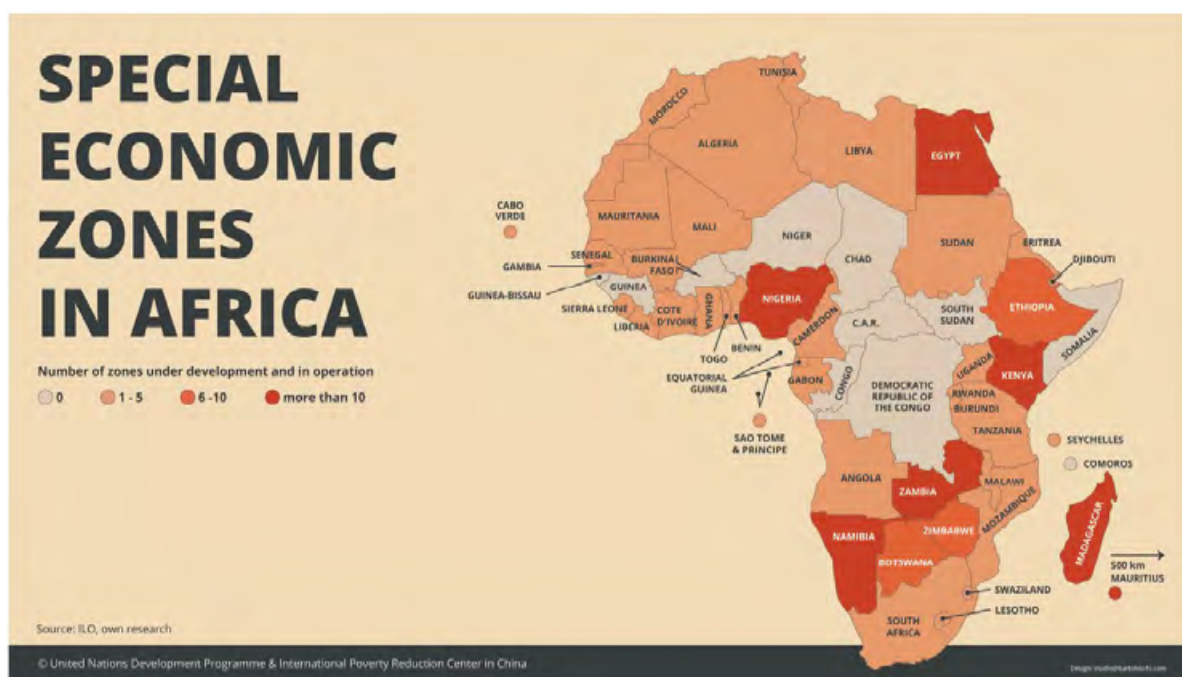 SPECIAL
ECONOMIC
ZONES
IN AFRICA
Number of zones under development and in operation
0
1 - 5
6 -10
more than 10
TUNISIA
MOROCCO
ALGERIA
LIBYA
EGYPT
CABO
VERDE
MAURITANIA
MALI
NIGER
CHAD
SUDAN
ERITREA
DJIBOUTI
SENEGAL
GAMBIA
BURKINA
FASO
GUINEA-BISSAU
GUINEA
SIERRA LEONE
LIBERIA
COTE
D'IVOIRE
GHANA
TOGO
BENIN
NIGERIA
CAMEROON
C.A.R.
SOUTH
SUDAN
ETHIOPIA
SOMALIA
EQUATORIAL
GUINEA
GABON
CONGO
DEMOCRATIC
REPUBLIC OF
THE CONGO
UGANDA
KENYA
RWANDA
BURUNDI
TANZANIA
SAO TOME
& PRINCIPE
SEYCHELLES
COMOROS
ANGOLA
ZAMBIA
MALAWI
MOZAMBIQUE
NAMIBIA
ZIMBABWE
BOTSWANA
MADAGASCAR
500 km
MAURITIUS
SWAZILAND
LESOTHO
SOUTH
AFRICA
Source: ILO, own research
© United Nations Development Programme & International Poverty Reduction Center in China